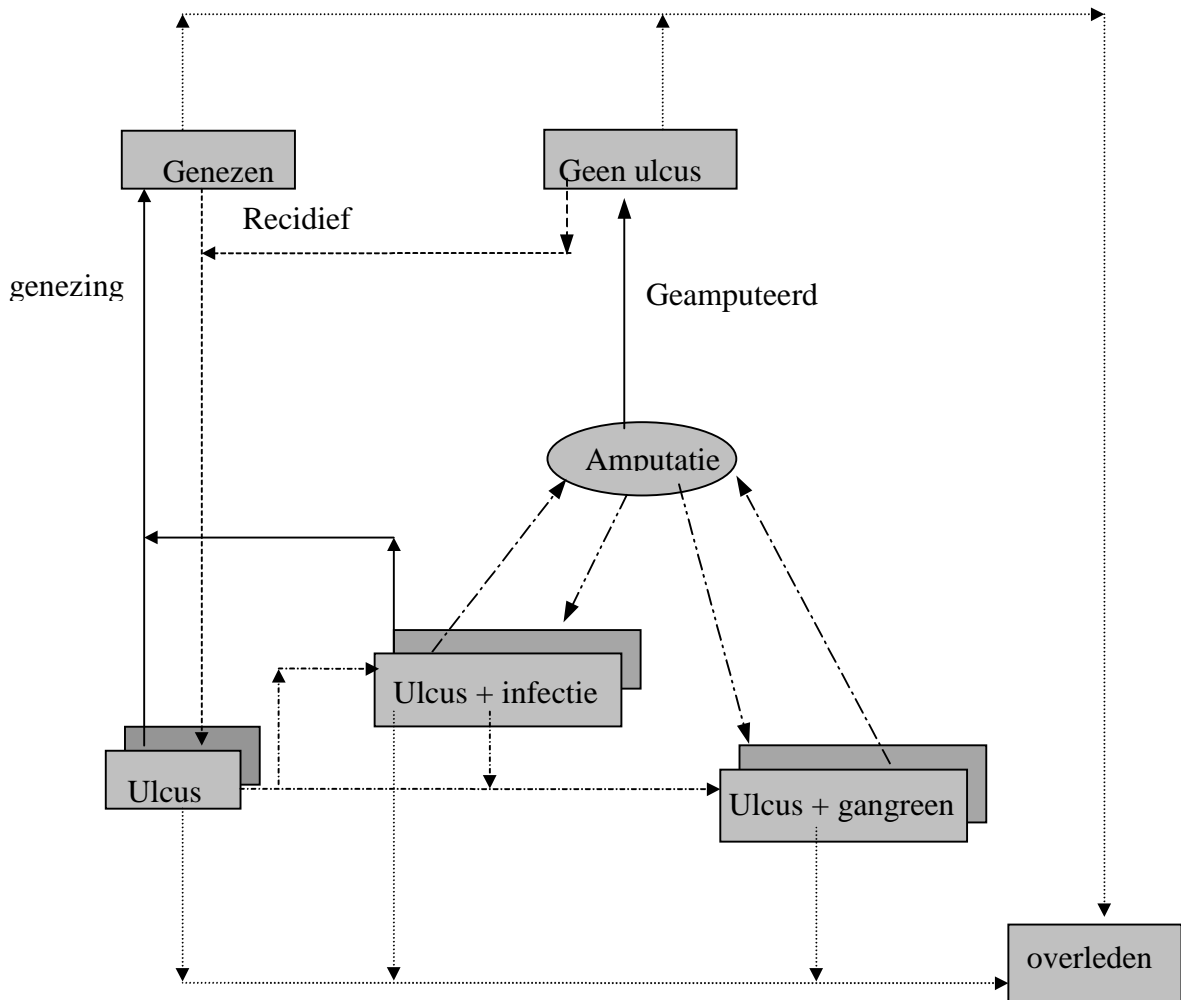 Genezen
Geen ulcus
Recidief
genezing
Geamputeerd
Amputatie
Ulcus + infectie
Ulcus
Ulcus + gangreen
overleden